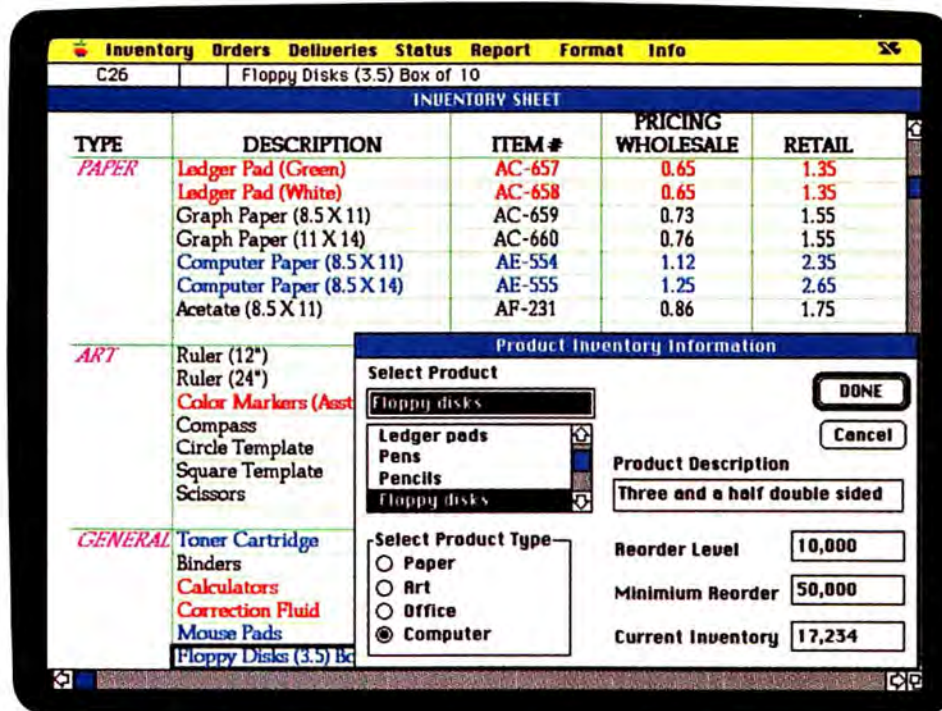 Inventory Orders Deliveries Status Report Format Info
C26 Floppy Disks (3.5) Box of 10
INVENTORY SHEET
PRICING
TYPE DESCRIPTION ITEM # WHOLESALE RETAIL
PAPER Ledger Pad (Green) AC-657 0.65 1.35
Ledger Pad (White) AC-658 0.65 1.35
Graph Paper (8.5 X 11) AC-659 0.73 1.55
Graph Paper (11 X 14) AC-660 0.76 1.55
Computer Paper (8.5 X 11) AE-554 1.12 2.35
Computer Paper (8.5 X 14) AE-555 1.25 2.65
Acetate (8.5 X 11) AF-231 0.86 1.75
ART Ruler (12")
Ruler (24")
Color Markers (Asst
Compass
Circle Template
Square Template
Scissors
GENERAL Toner Cartridge
Binders
Calculators
Correction Fluid
Mouse Pads
Floppy Disks (3.5) Bo
Product Inventory Information
Select Product
Floppy disks
DONE
Cancel
Ledger pads
Pens
Pencils
Floppy disks
Product Description
Three and a half double sided
Select Product Type
Paper
Art
Office
Computer
Reorder Level 10,000
Minimium Reorder 50,000
Current Inventory 17,234